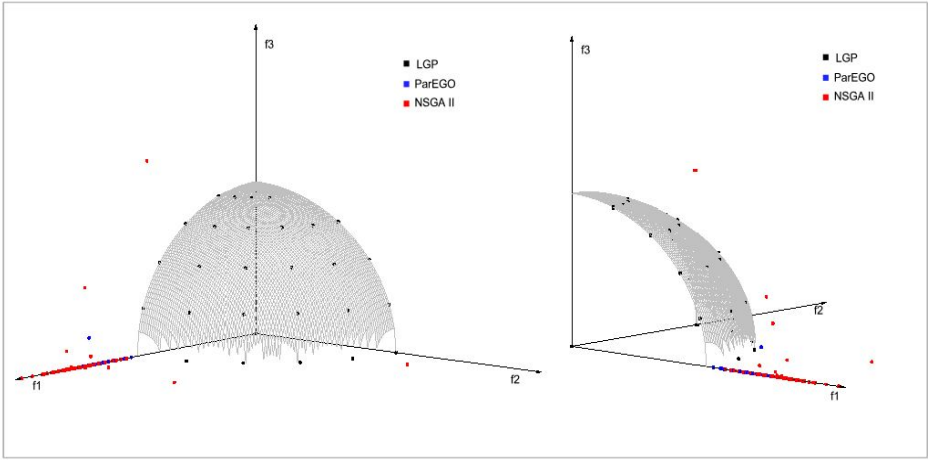 f3
LGP
ParEGO
NSGA II
f2
f1
f3
LGP
ParEGO
NSGA II
f2
f1